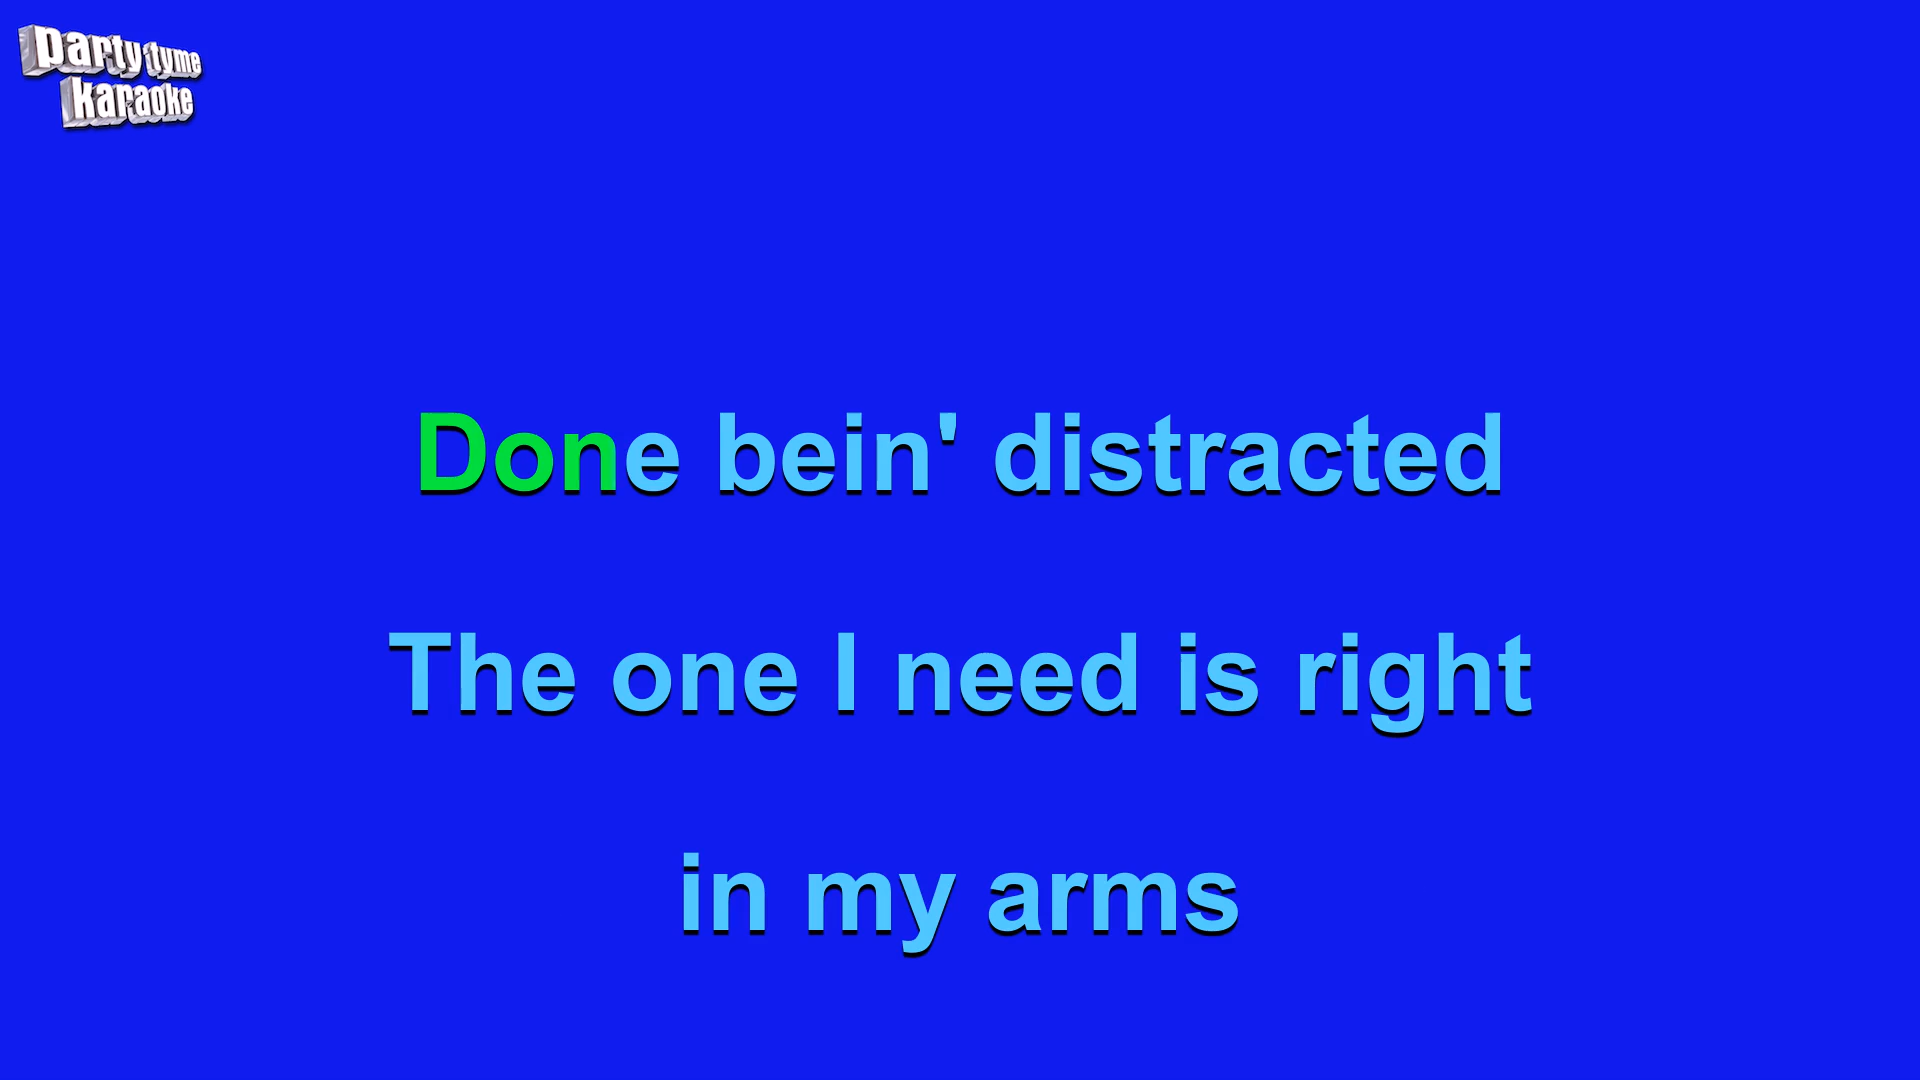 party tyme
karaoke
Done bein' distracted
The one I need is right
in my arms